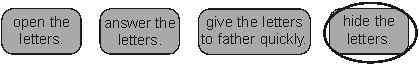 open the
letters.
answer the
letters.
give the letters
to father quickly.
hide the
letters.